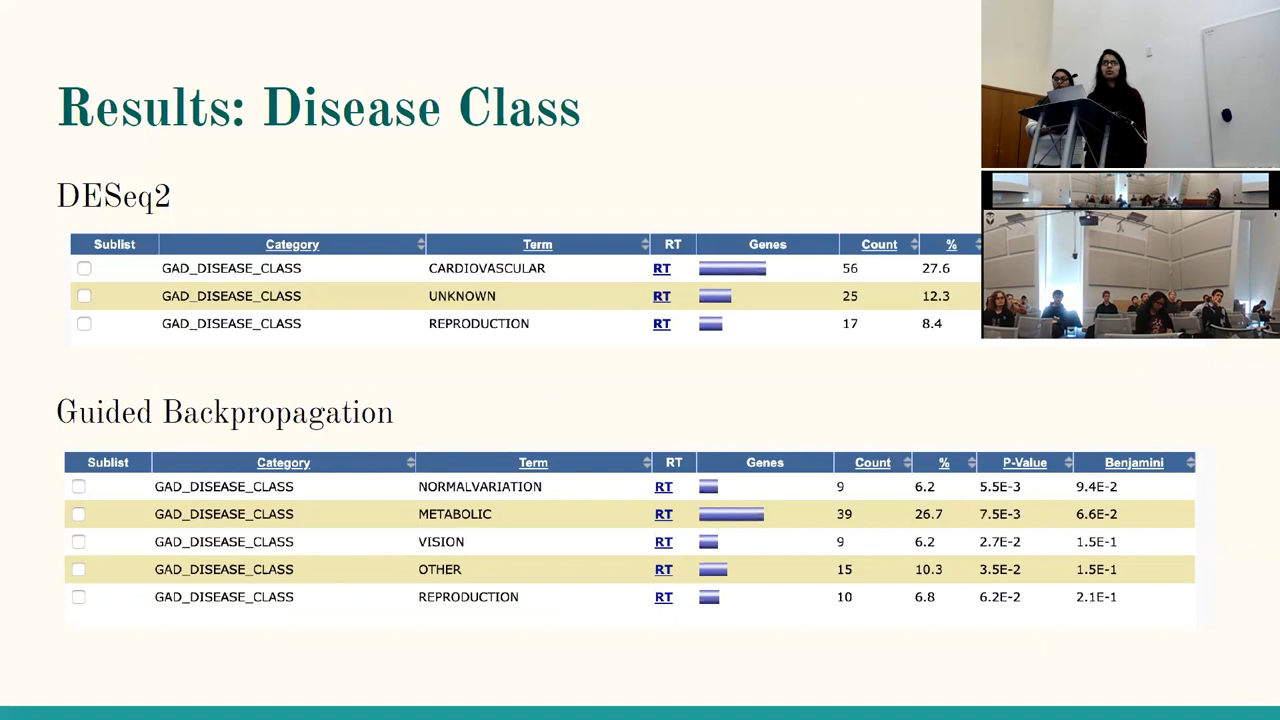 Results: Disease Class
DESeq2
Sublist Category Term RT Genes Count %
GAD_DISEASE_CLASS CARDIOVASCULAR RT 56 27.6
GAD_DISEASE_CLASS UNKNOWN RT 25 12.3
GAD_DISEASE_CLASS REPRODUCTION RT 17 8.4
Guided Backpropagation
Sublist Category Term RT Genes Count % P-Value Benjamini
GAD_DISEASE_CLASS NORMALVARIATION RT 9 6.2 5.5E-3 9.4E-2
GAD_DISEASE_CLASS METABOLIC RT 39 26.7 7.5E-3 6.6E-2
GAD_DISEASE_CLASS VISION RT 9 6.2 2.7E-2 1.5E-1
GAD_DISEASE_CLASS OTHER RT 15 10.3 3.5E-2 1.5E-1
GAD_DISEASE_CLASS REPRODUCTION RT 10 6.8 6.2E-2 2.1E-1